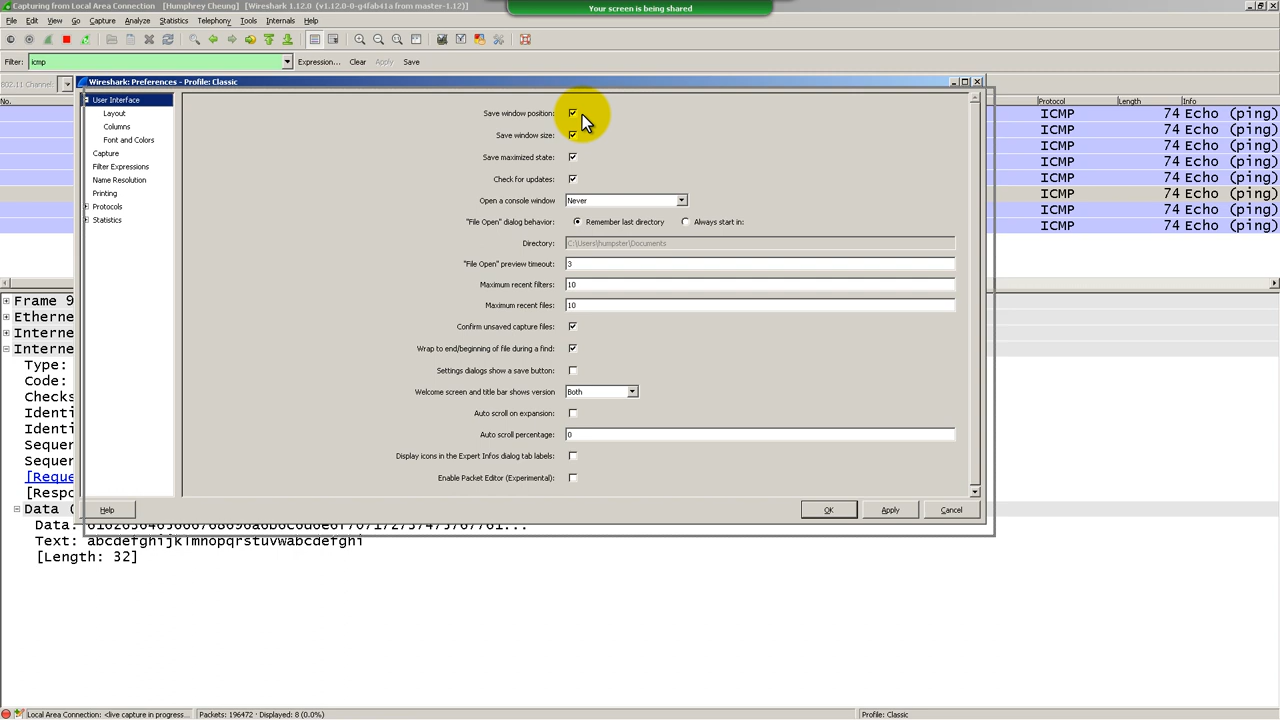 Capturing from Local Area Connection [Humphrey Cheung] [Wireshark 1.12.0 (v1.12.0-0-g4fab41a from master-1.12)]
Your screen is being shared
File Edit View Go Capture Analyze Statistics Telephony Tools Internals Help
Filter: icmp Expression... Clear Apply Save
Wireshark: Preferences - Profile: Classic
802.11 Channel:
No. Protocol Length Info
User Interface
Layout
Columns
Font and Colors
Capture
Filter Expressions
Name Resolution
Printing
Protocols
Statistics
Save window position:
Save window size:
Save maximized state:
Check for updates:
Open a console window Never
"File Open" dialog behavior: Remember last directory Always start in:
Directory: C:\Users\humpster\Documents
"File Open" preview timeout: 3
Maximum recent filters: 10
Maximum recent files: 10
Confirm unsaved capture files:
Wrap to end/beginning of file during a find:
Settings dialogs show a save button:
Welcome screen and title bar shows version Both
Auto scroll on expansion:
Auto scroll percentage: 0
Display icons in the Expert Infos dialog tab labels:
Enable Packet Editor (Experimental):
Help OK Apply Cancel
ICMP 74 Echo (ping)
ICMP 74 Echo (ping)
ICMP 74 Echo (ping)
ICMP 74 Echo (ping)
ICMP 74 Echo (ping)
ICMP 74 Echo (ping)
ICMP 74 Echo (ping)
ICMP 74 Echo (ping)
Frame 9
Etherne
Interne
Interne
Type:
Code:
Checks
Identi
Identi
Sequen
Sequen
[Reque
[Respo
Data (
Data:
Text: abcdefghijklmnopqrstuvwabcdefghi
[Length: 32]
Local Area Connection: <live capture in progress... Packets: 196472 · Displayed: 8 (0.0%) Profile: Classic